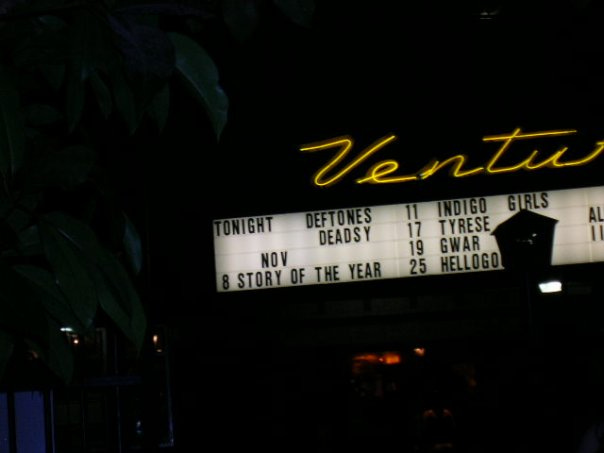 Ventu
TONIGHT DEFTONES 11 INDIGO GIRLS
DEADSY 17 TYRESE AL
NOV 19 GWAR
8 STORY OF THE YEAR 25 HELLOGO